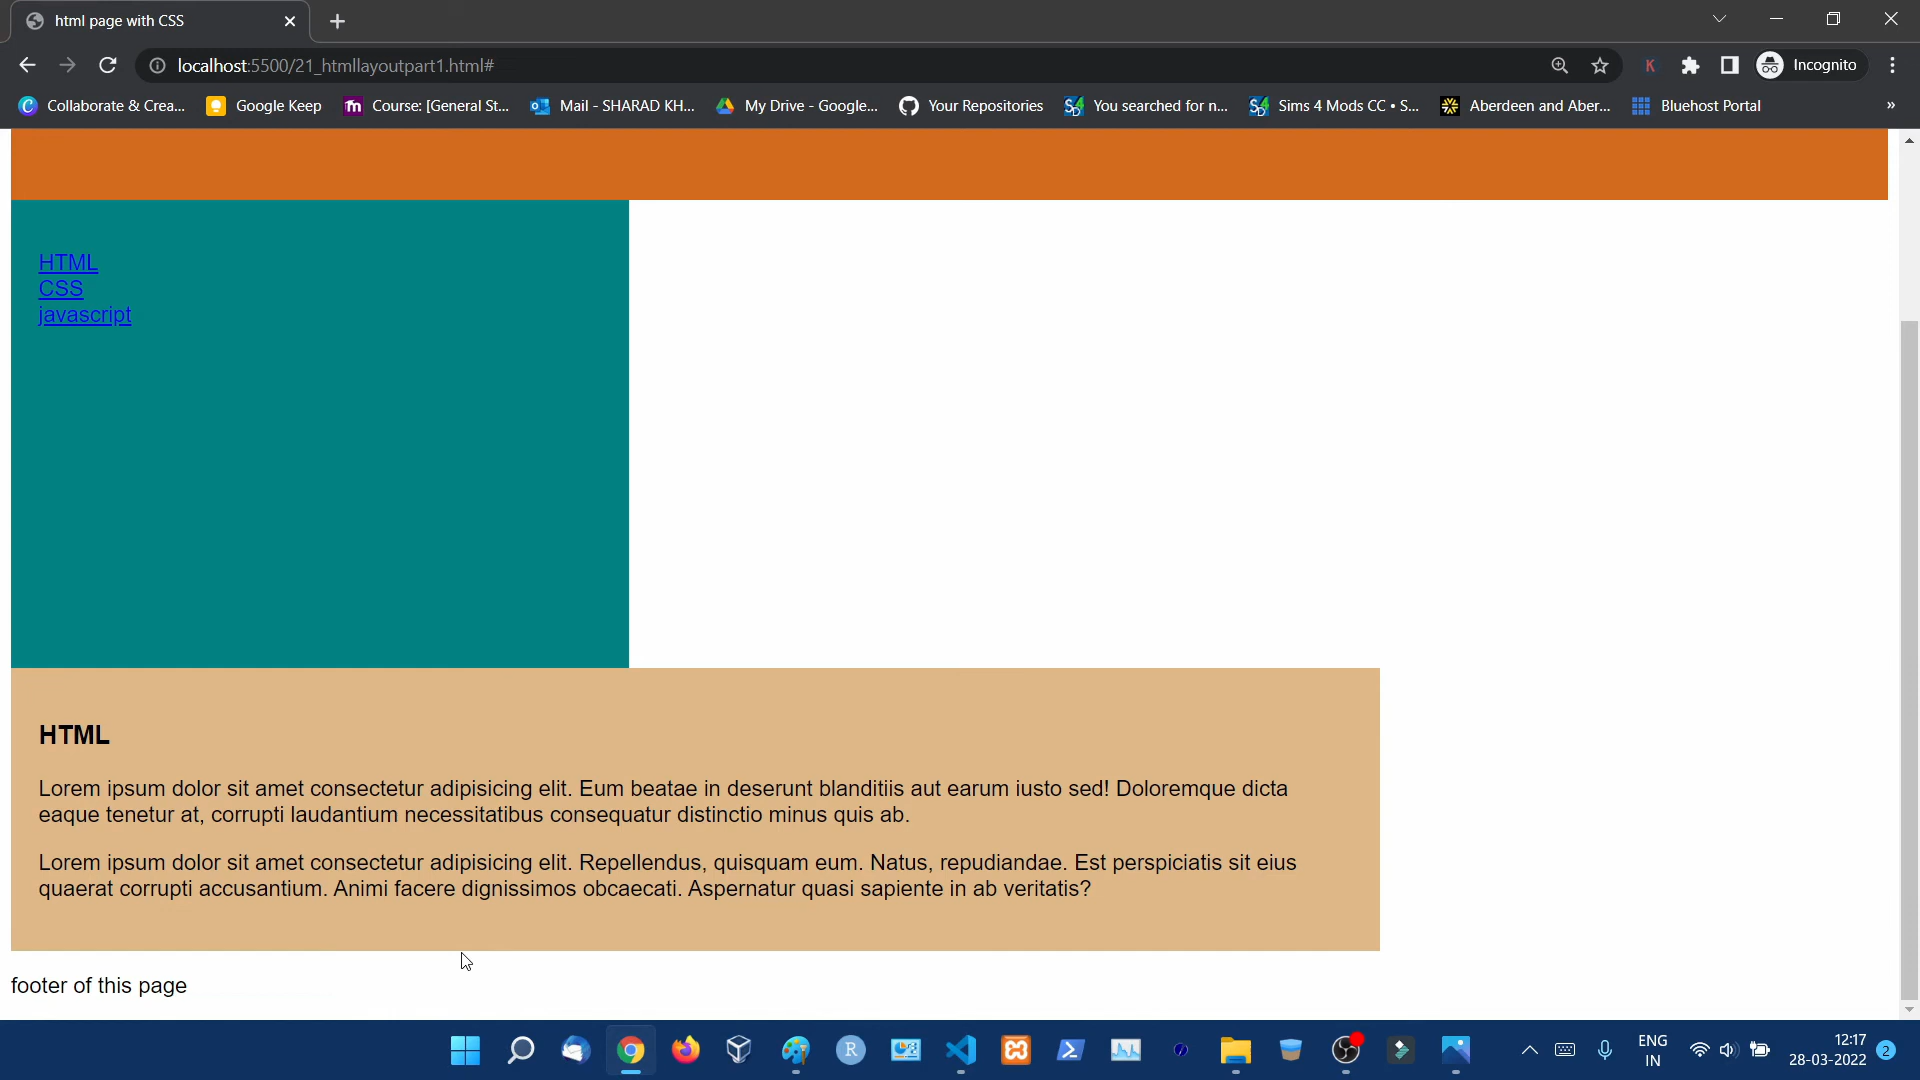 html page with CSS
localhost:5500/21_htmllayoutpart1.html#
K
Incognito
Collaborate & Crea...
Google Keep
Course: [General St...
Mail - SHARAD KH...
My Drive - Google...
Your Repositories
You searched for n...
Sims 4 Mods CC • S...
Aberdeen and Aber...
Bluehost Portal
»
HTML
CSS
javascript
HTML
Lorem ipsum dolor sit amet consectetur adipisicing elit. Eum beatae in deserunt blanditiis aut earum iusto sed! Doloremque dicta
eaque tenetur at, corrupti laudantium necessitatibus consequatur distinctio minus quis ab.
Lorem ipsum dolor sit amet consectetur adipisicing elit. Repellendus, quisquam eum. Natus, repudiandae. Est perspiciatis sit eius
quaerat corrupti accusantium. Animi facere dignissimos obcaecati. Aspernatur quasi sapiente in ab veritatis?
footer of this page
R
ENG
IN
12:17
28-03-2022
2